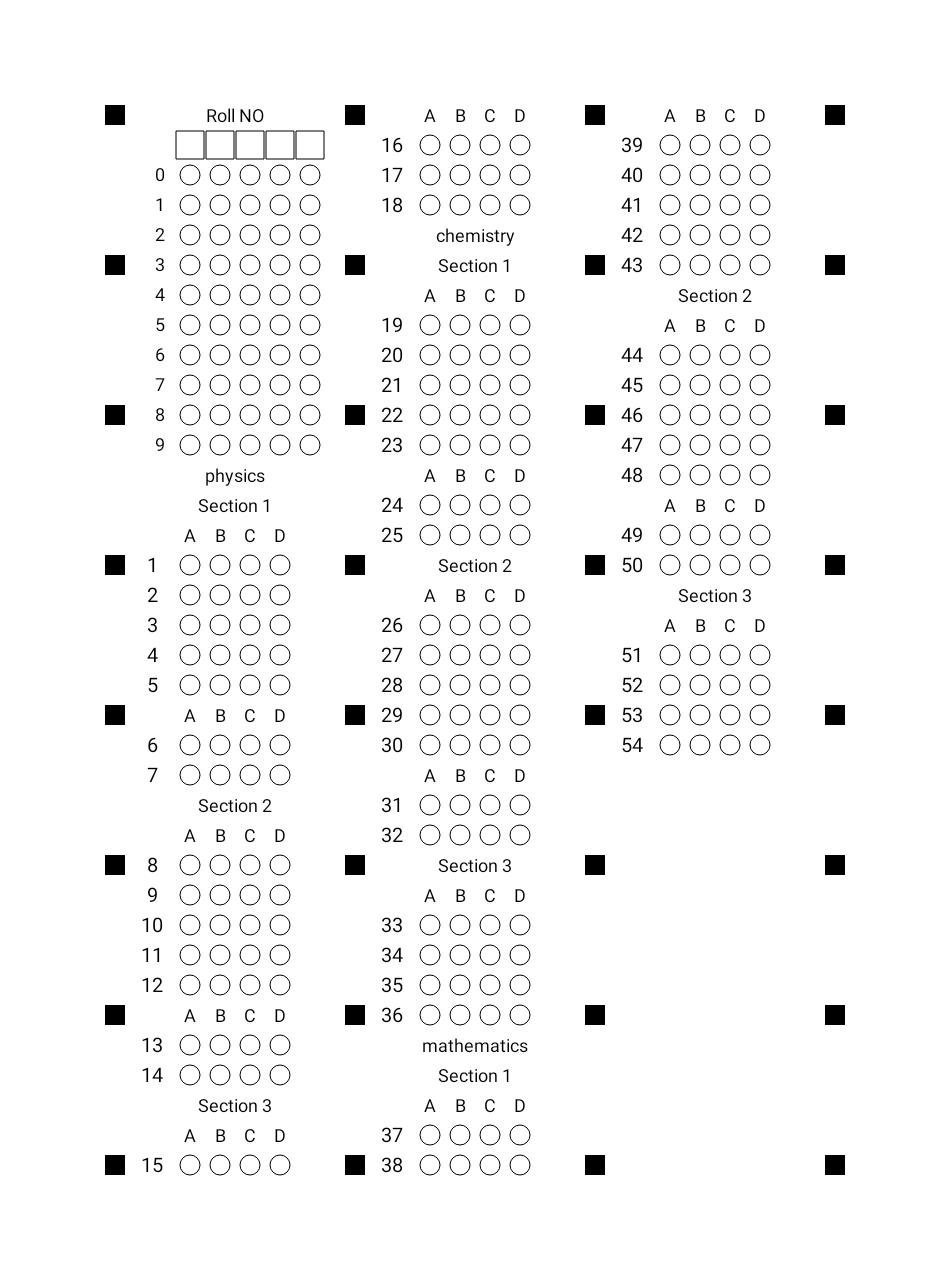 Roll NO
0
1
2
3
4
5
6
7
8
9
physics
Section 1
A B C D
1
2
3
4
5
A B C D
6
7
Section 2
A B C D
8
9
10
11
12
A B C D
13
14
Section 3
A B C D
15
A B C D
16
17
18
chemistry
Section 1
A B C D
19
20
21
22
23
A B C D
24
25
Section 2
A B C D
26
27
28
29
30
A B C D
31
32
Section 3
A B C D
33
34
35
36
mathematics
Section 1
A B C D
37
38
A B C D
39
40
41
42
43
Section 2
A B C D
44
45
46
47
48
A B C D
49
50
Section 3
A B C D
51
52
53
54